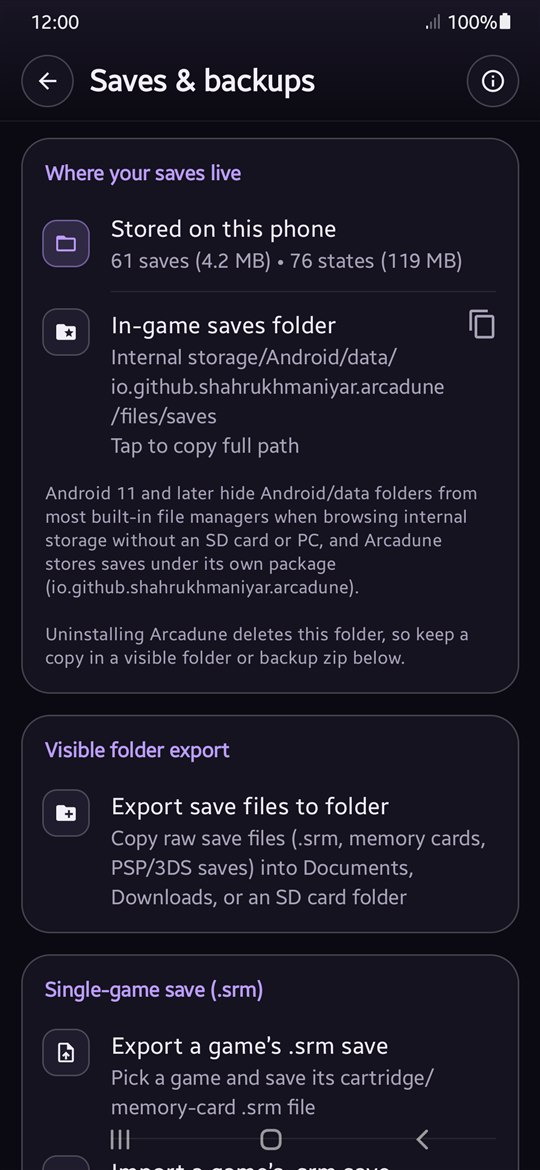 12:00
100%
Saves & backups
Where your saves live
Stored on this phone
61 saves (4.2 MB) • 76 states (119 MB)
In-game saves folder
Internal storage/Android/data/
io.github.shahrukhmaniyar.arcadune
/files/saves
Tap to copy full path
Android 11 and later hide Android/data folders from
most built-in file managers when browsing internal
storage without an SD card or PC, and Arcadune
stores saves under its own package
(io.github.shahrukhmaniyar.arcadune).
Uninstalling Arcadune deletes this folder, so keep a
copy in a visible folder or backup zip below.
Visible folder export
Export save files to folder
Copy raw save files (.srm, memory cards,
PSP/3DS saves) into Documents,
Downloads, or an SD card folder
Single-game save (.srm)
Export a game's .srm save
Pick a game and save its cartridge/
memory-card .srm file
Import a game's .srm save